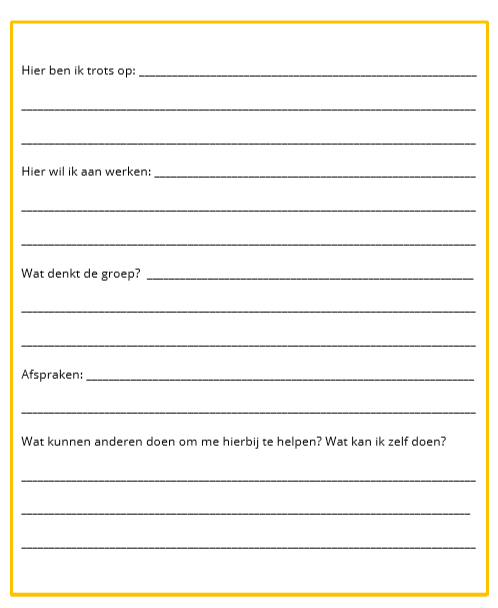 Hier ben ik trots op:
Hier wil ik aan werken:
Wat denkt de groep?
Afspraken:
Wat kunnen anderen doen om me hierbij te helpen? Wat kan ik zelf doen?